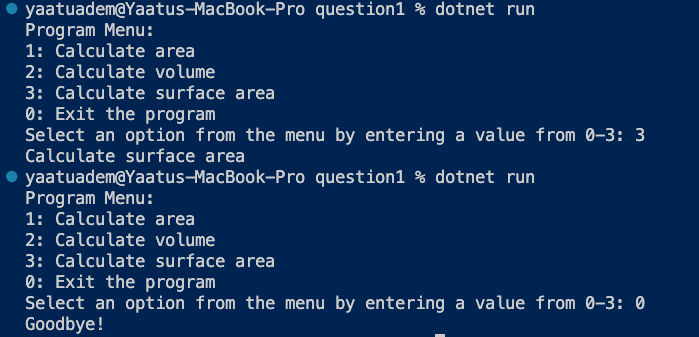 yaatuadem@Yaatus-MacBook-Pro question1 % dotnet run
Program Menu:
1: Calculate area
2: Calculate volume
3: Calculate surface area
0: Exit the program
Select an option from the menu by entering a value from 0-3: 3
Calculate surface area
yaatuadem@Yaatus-MacBook-Pro question1 % dotnet run
Program Menu:
1: Calculate area
2: Calculate volume
3: Calculate surface area
0: Exit the program
Select an option from the menu by entering a value from 0-3: 0
Goodbye!